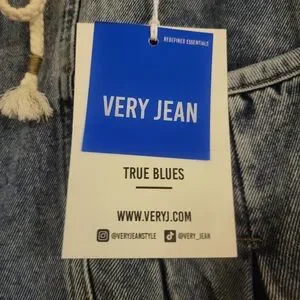 REDEFINED ESSENTIALS
VERY JEAN
TRUE BLUES
WWW.VERYJ.COM
@VERYJEANSTYLE @VERY_JEAN